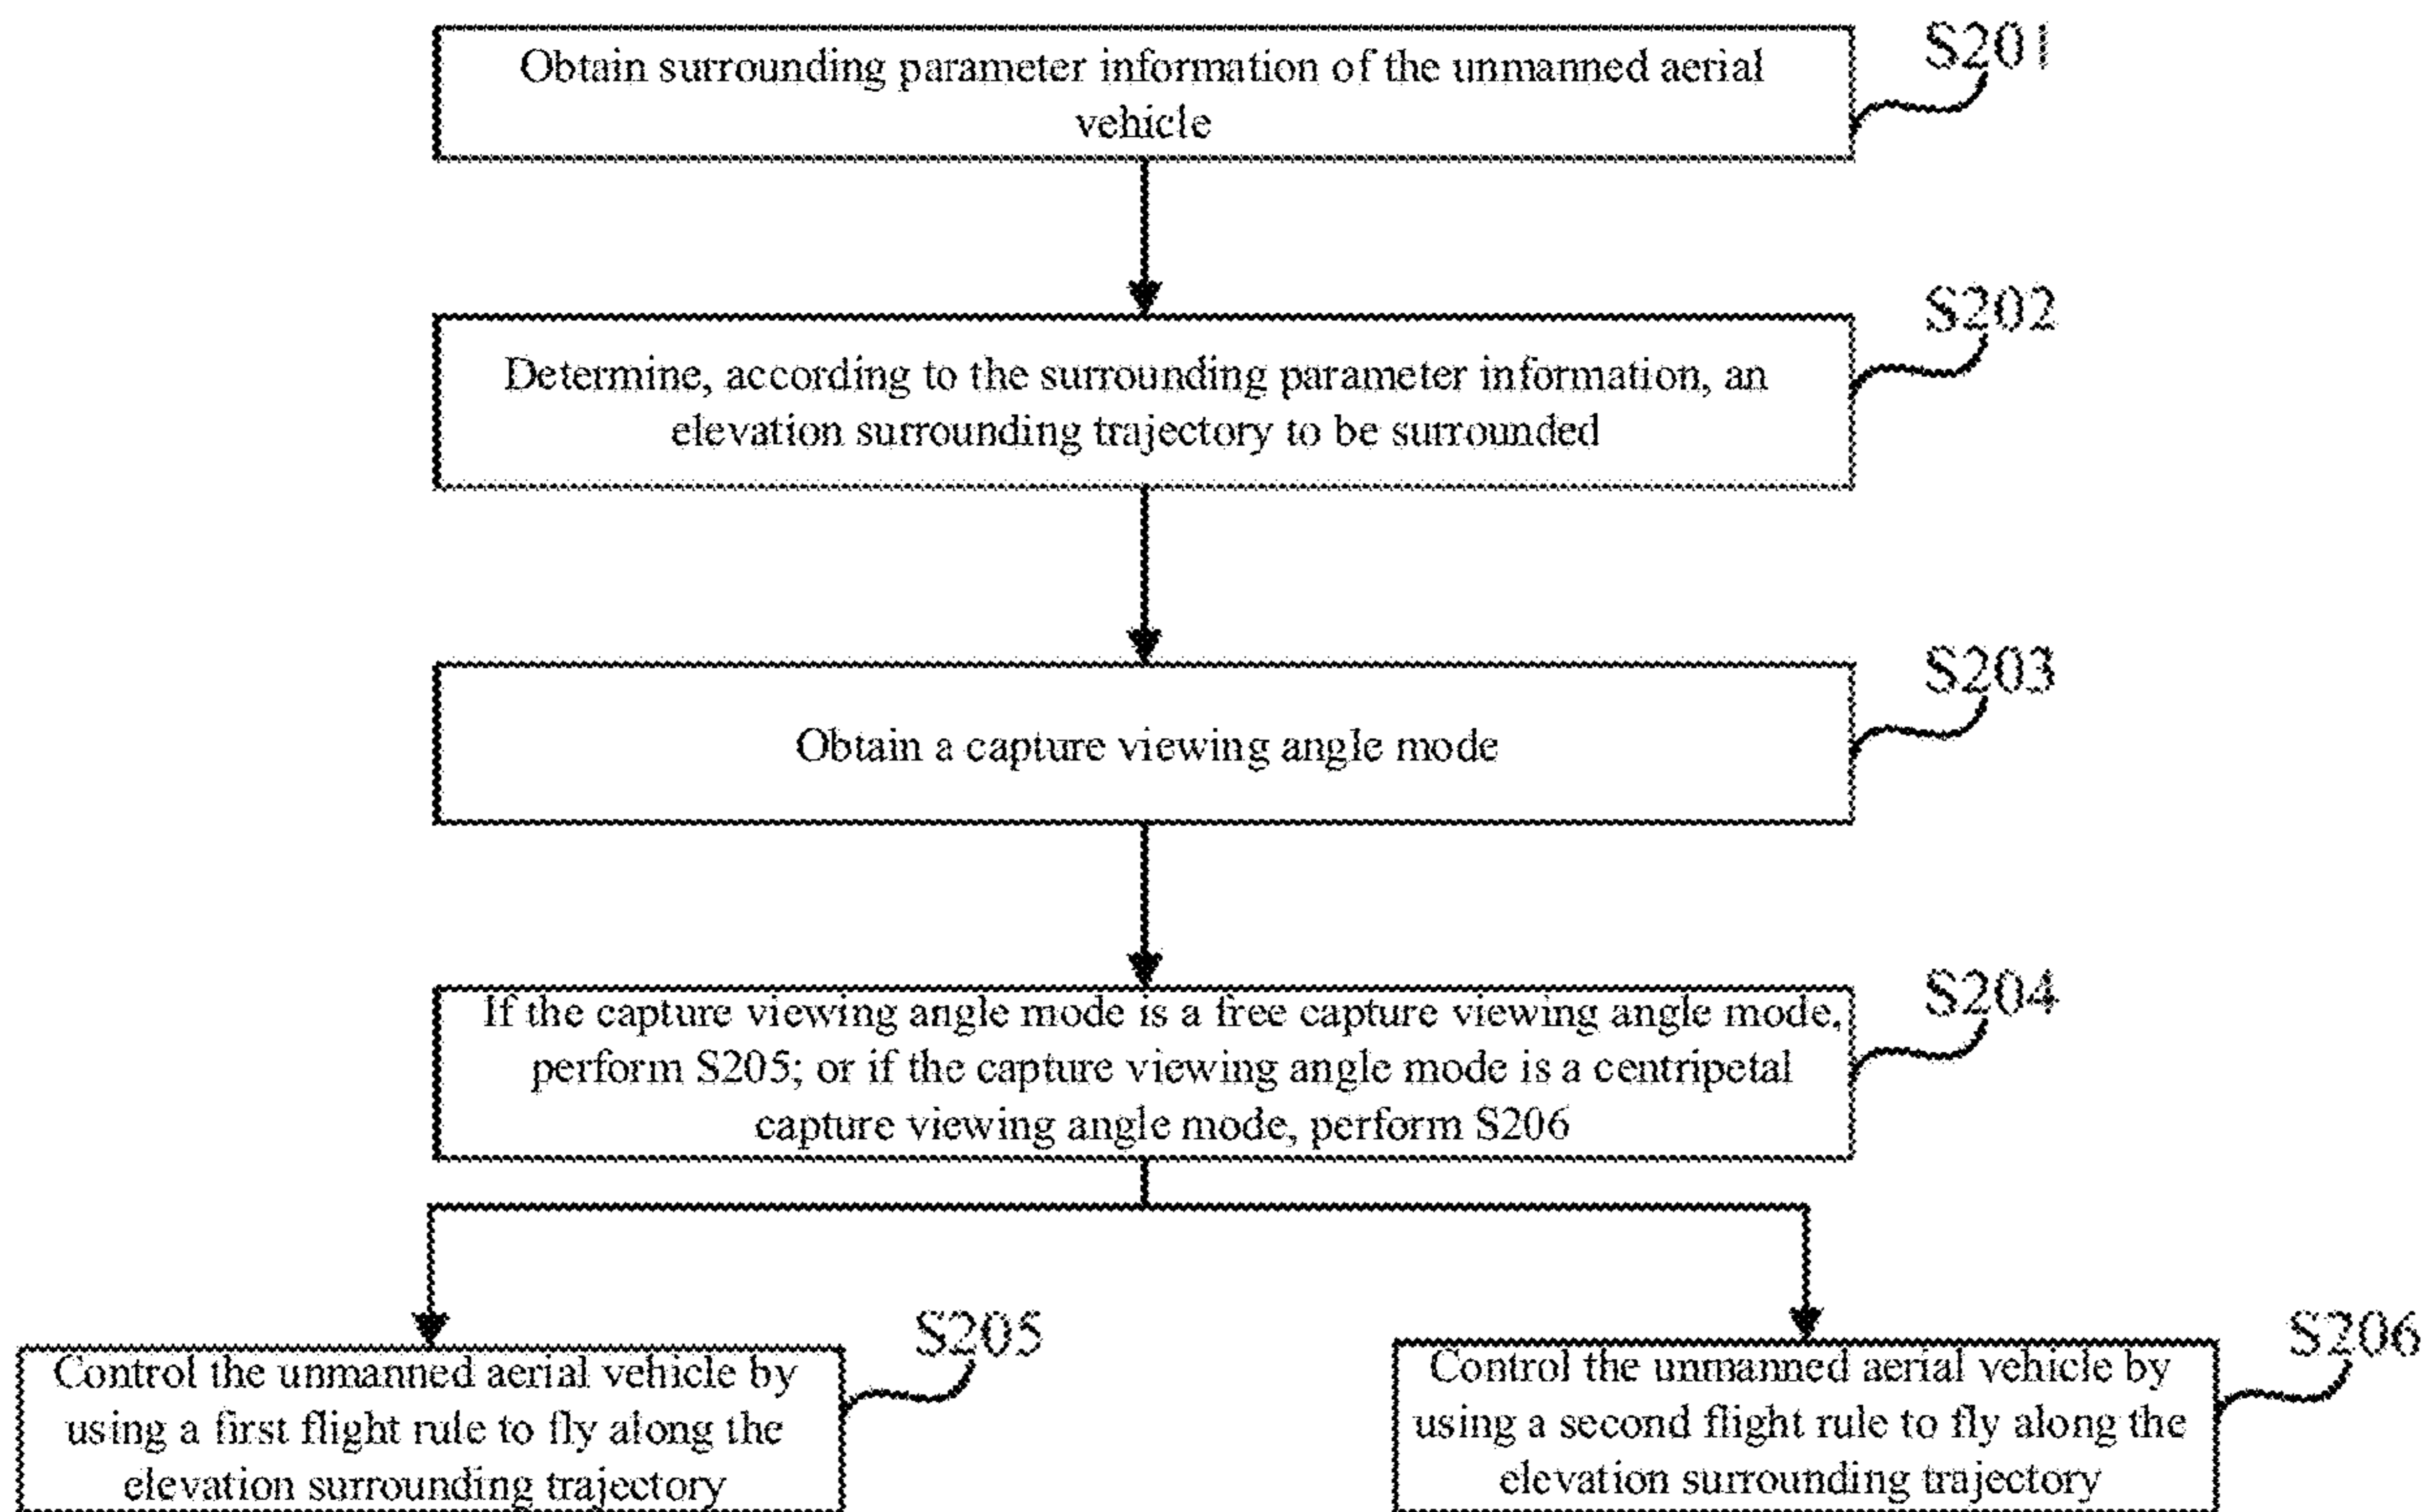 Obtain surrounding parameter information of the unmanned aerial
vehicle
S201
Determine, according to the surrounding parameter information, an
elevation surrounding trajectory to be surrounded
S202
Obtain a capture viewing angle mode
S203
If the capture viewing angle mode is a free capture viewing angle mode,
perform S205; or if the capture viewing angle mode is a centripetal
capture viewing angle mode, perform S206
S204
Control the unmanned aerial vehicle by
using a first flight rule to fly along the
elevation surrounding trajectory
S205
Control the unmanned aerial vehicle by
using a second flight rule to fly along the
elevation surrounding trajectory
S206